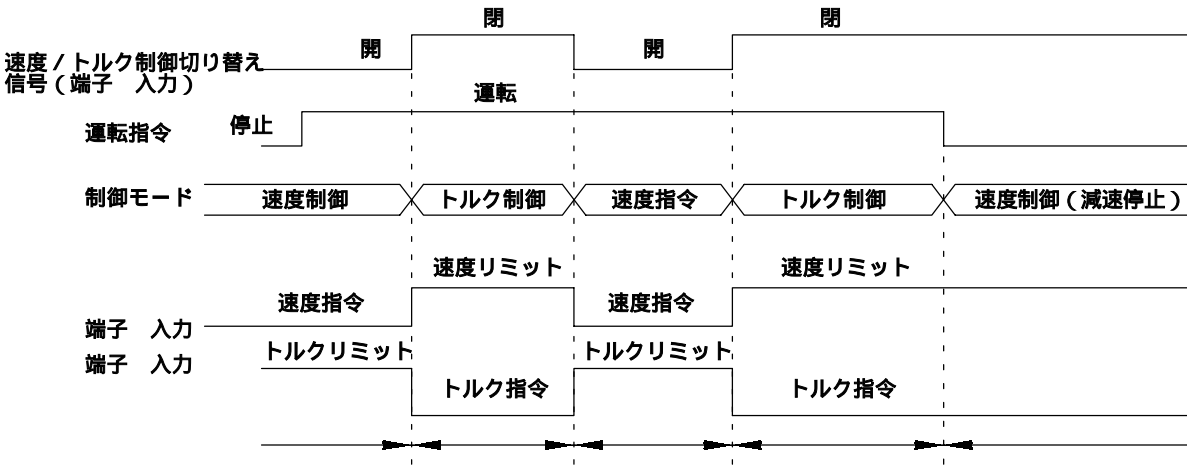 閉
閉
開
開
速度/トルク制御切り替え
信号(端子 入力)
運転
運転指令
停止
制御モード
速度制御
トルク制御
速度指令
トルク制御
速度制御(減速停止)
速度リミット
速度リミット
速度指令
速度指令
端子 入力
トルクリミット
トルクリミット
端子 入力
トルク指令
トルク指令